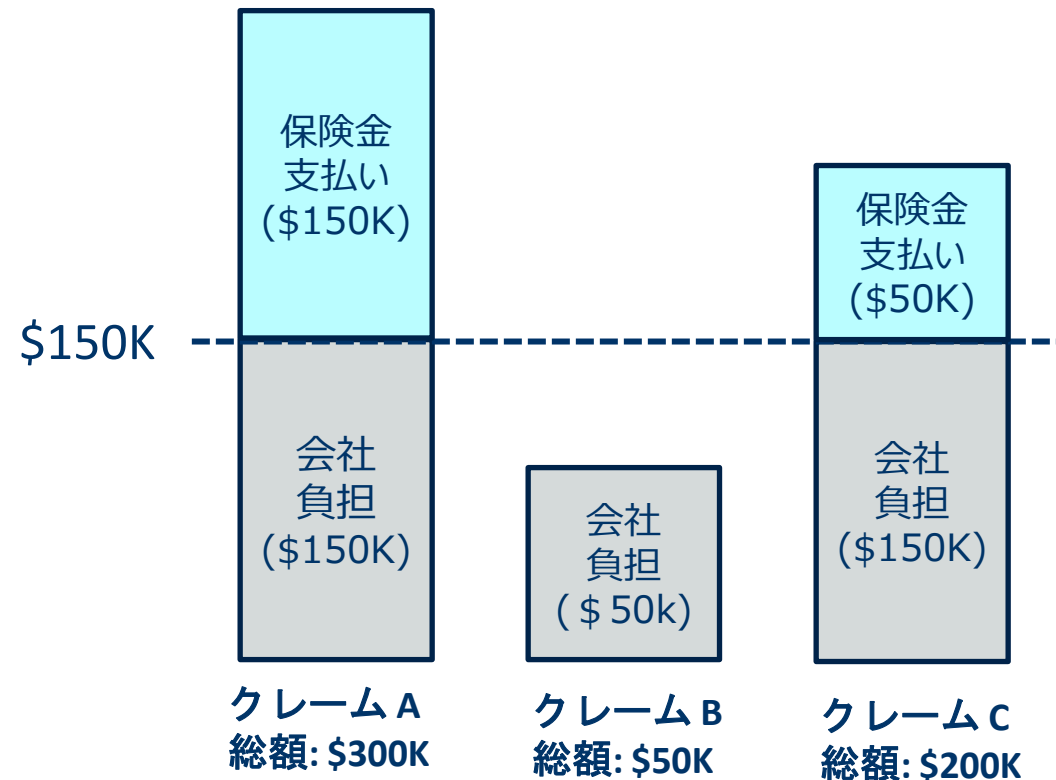 保険金
支払い
($150K)
保険金
支払い
($50K)
$150K
会社
負担
($150K)
会社
負担
($50k)
会社
負担
($150K)
クレーム A
総額: $300K
クレーム B
総額: $50K
クレーム C
総額: $200K